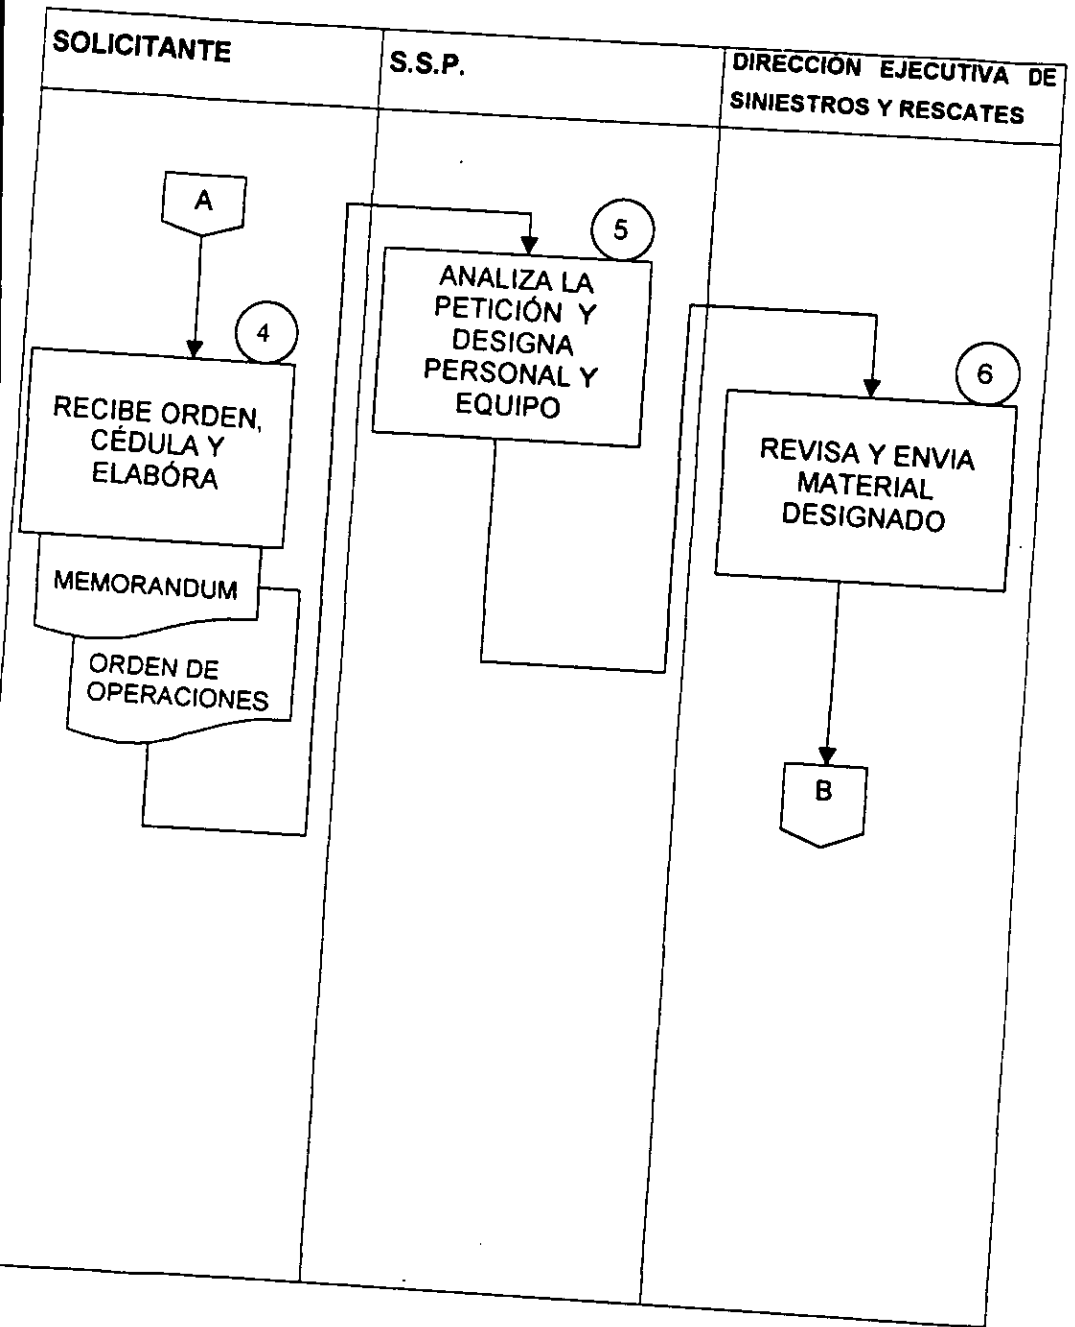 SOLICITANTE
S.S.P.
DIRECCIÓN EJECUTIVA DE
SINIESTROS Y RESCATES
A
4
RECIBE ORDEN,
CÉDULA Y
ELABÓRA
MEMORANDUM
ORDEN DE
OPERACIONES
5
ANALIZA LA
PETICIÓN Y
DESIGNA
PERSONAL Y
EQUIPO
6
REVISA Y ENVIA
MATERIAL
DESIGNADO
B